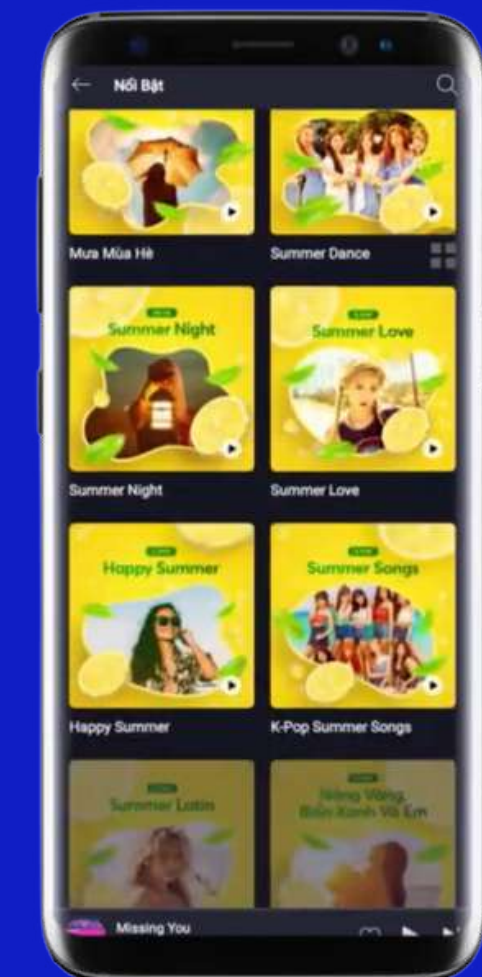 Nổi Bật
Mưa Mùa Hè
Summer Dance
Summer Night
Summer Love
Summer Night
Summer Love
Happy Summer
Summer Songs
Happy Summer
K-Pop Summer Songs
Summer Latin
Nắng Vàng,
Biển Xanh Và Em
Missing You